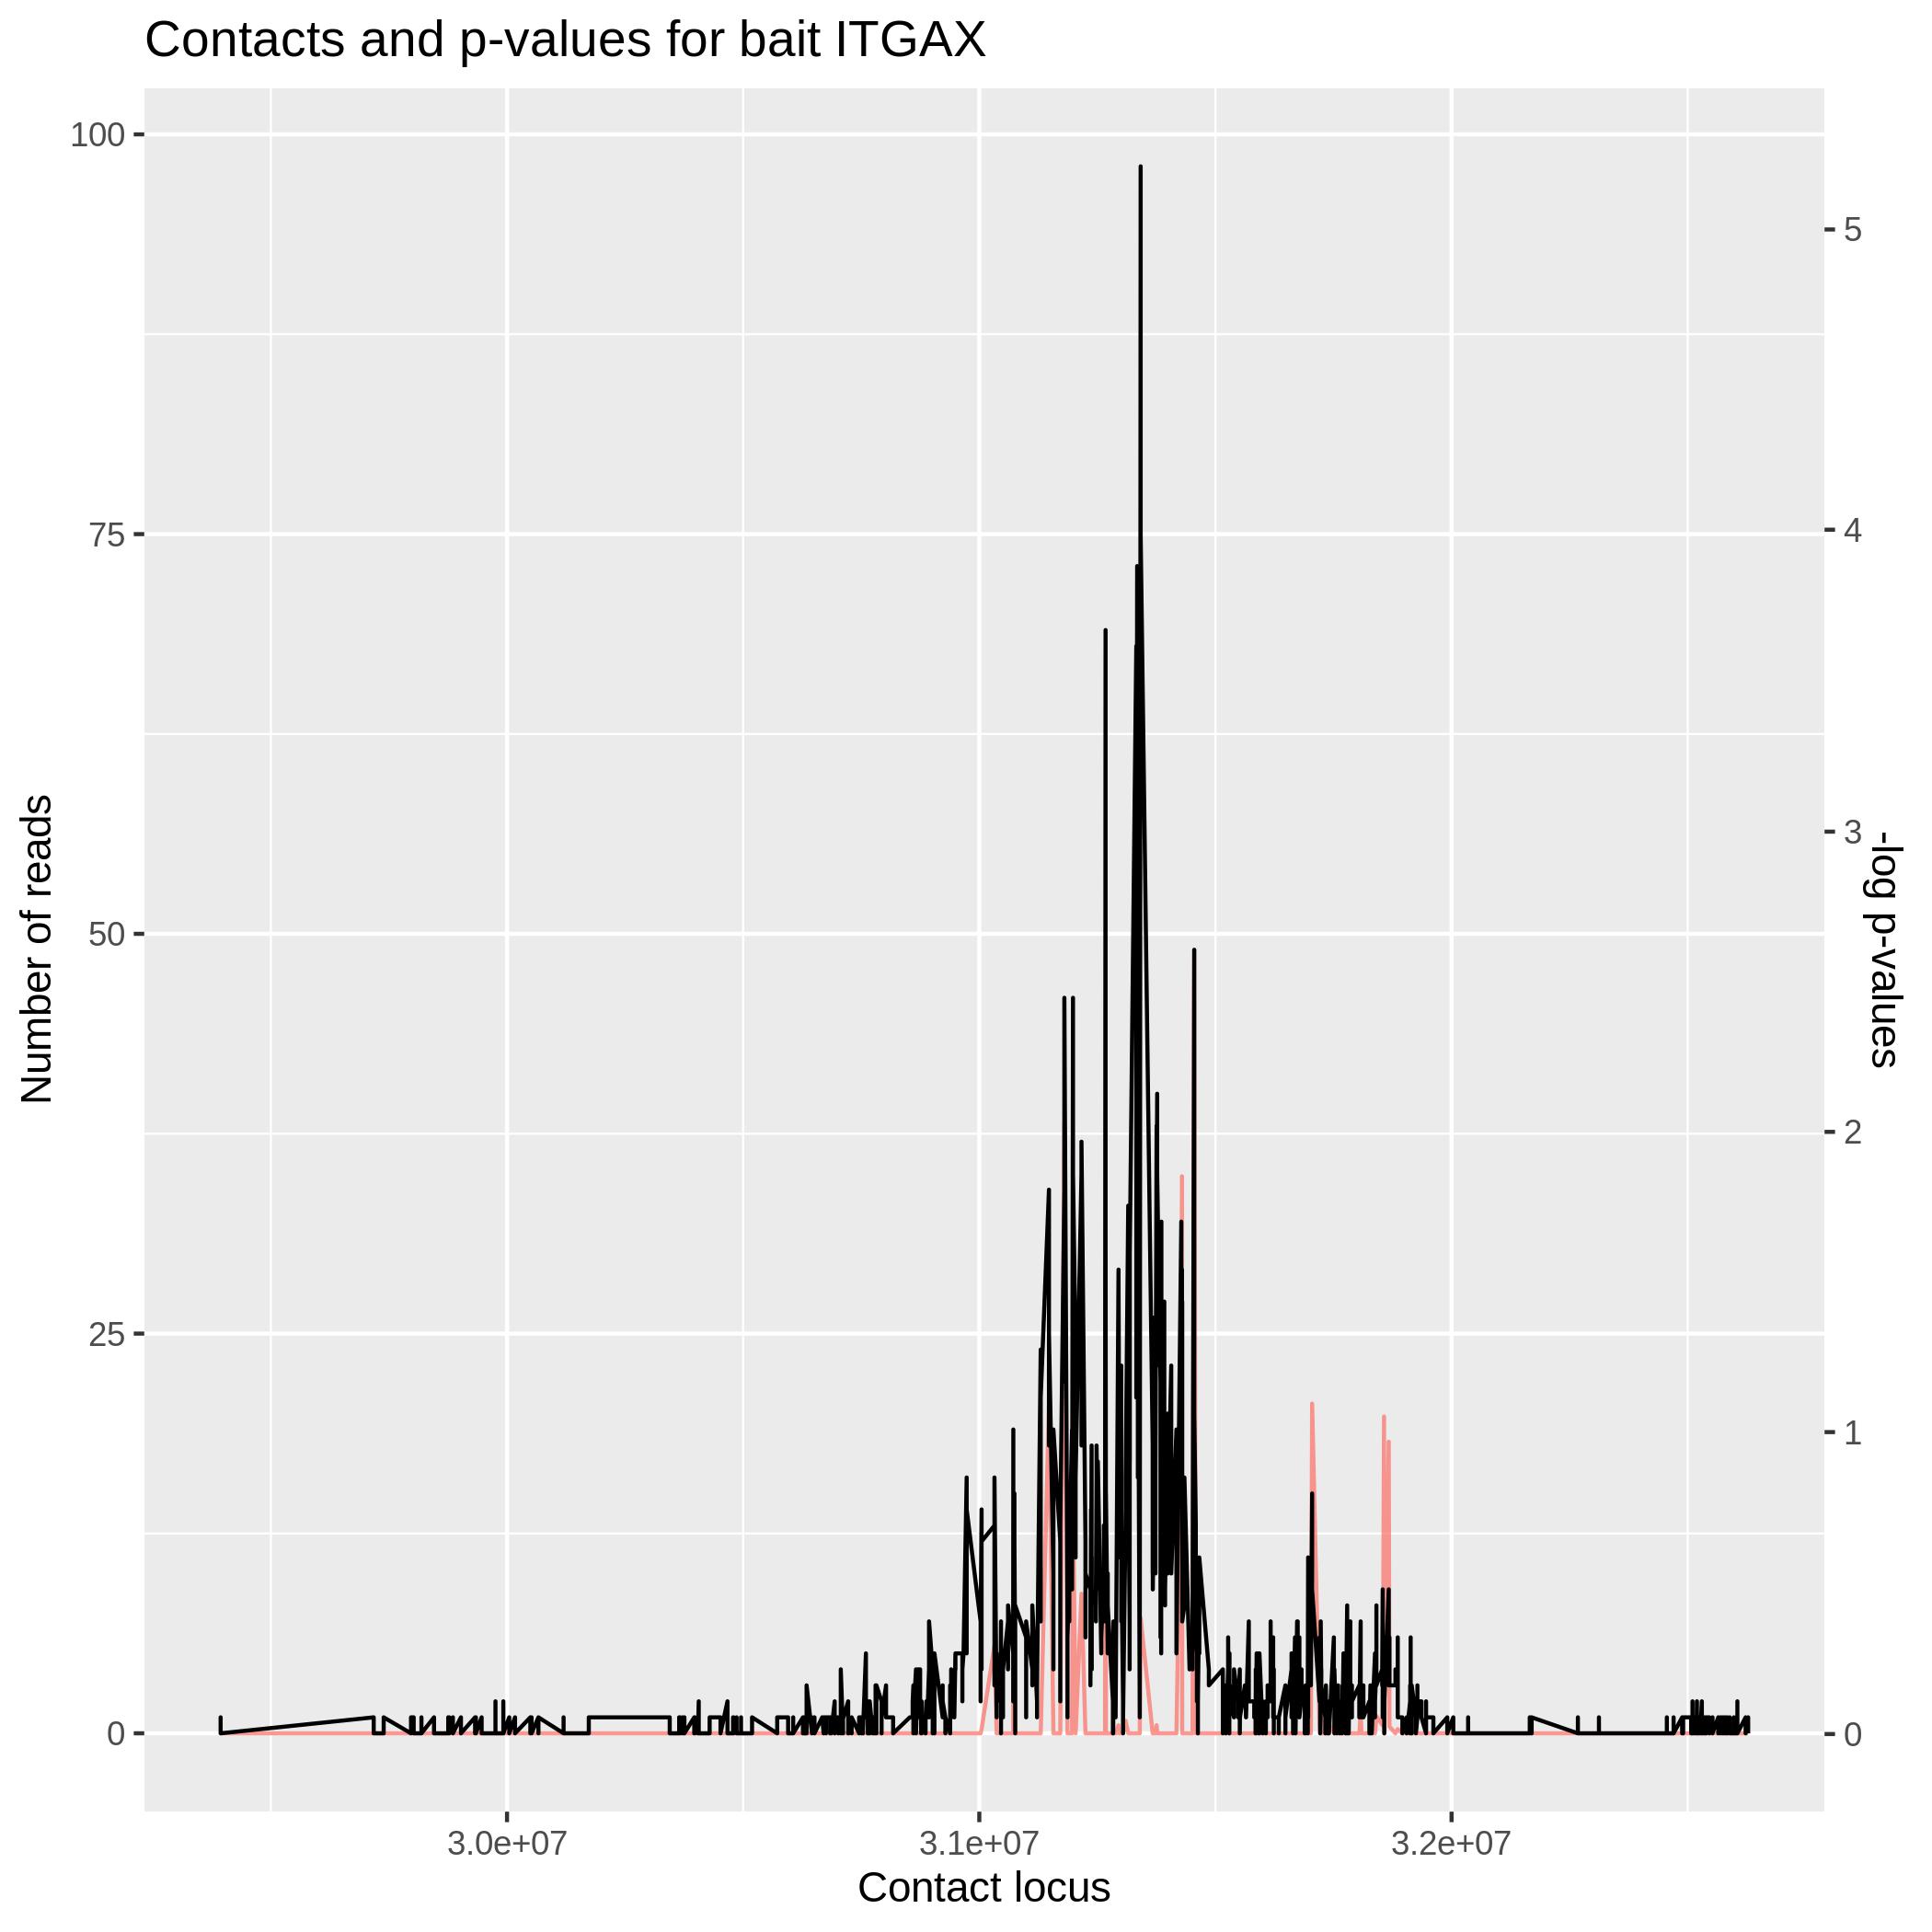 Contacts and p-values for bait ITGAX
100
75
50
25
0
Number of reads
5
4
3
2
1
0
-log p-values
3.0e+07 3.1e+07 3.2e+07
Contact locus